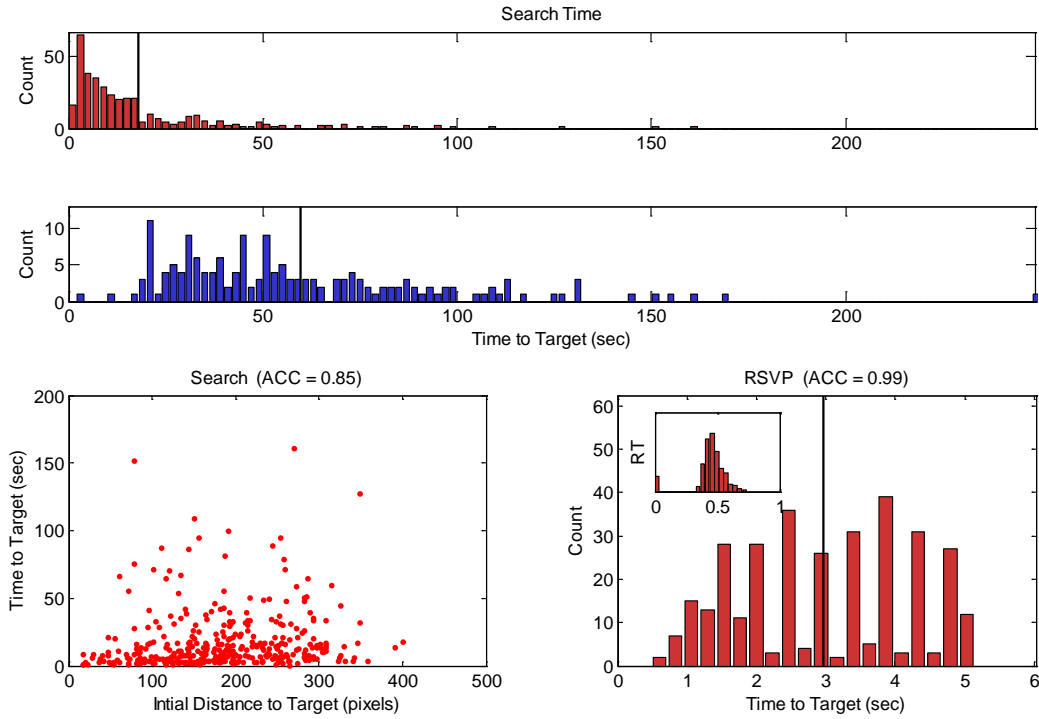 Search Time
Count
50
0
0 50 100 150 200
Count
10
5
0
0 50 100 150 200
Time to Target (sec)
Search (ACC = 0.85)
Time to Target (sec)
200
150
100
50
0
0 100 200 300 400 500
Intial Distance to Target (pixels)
RSVP (ACC = 0.99)
Count
60
50
40
30
20
10
0
RT
0 0.5 1
0 1 2 3 4 5 6
Time to Target (sec)